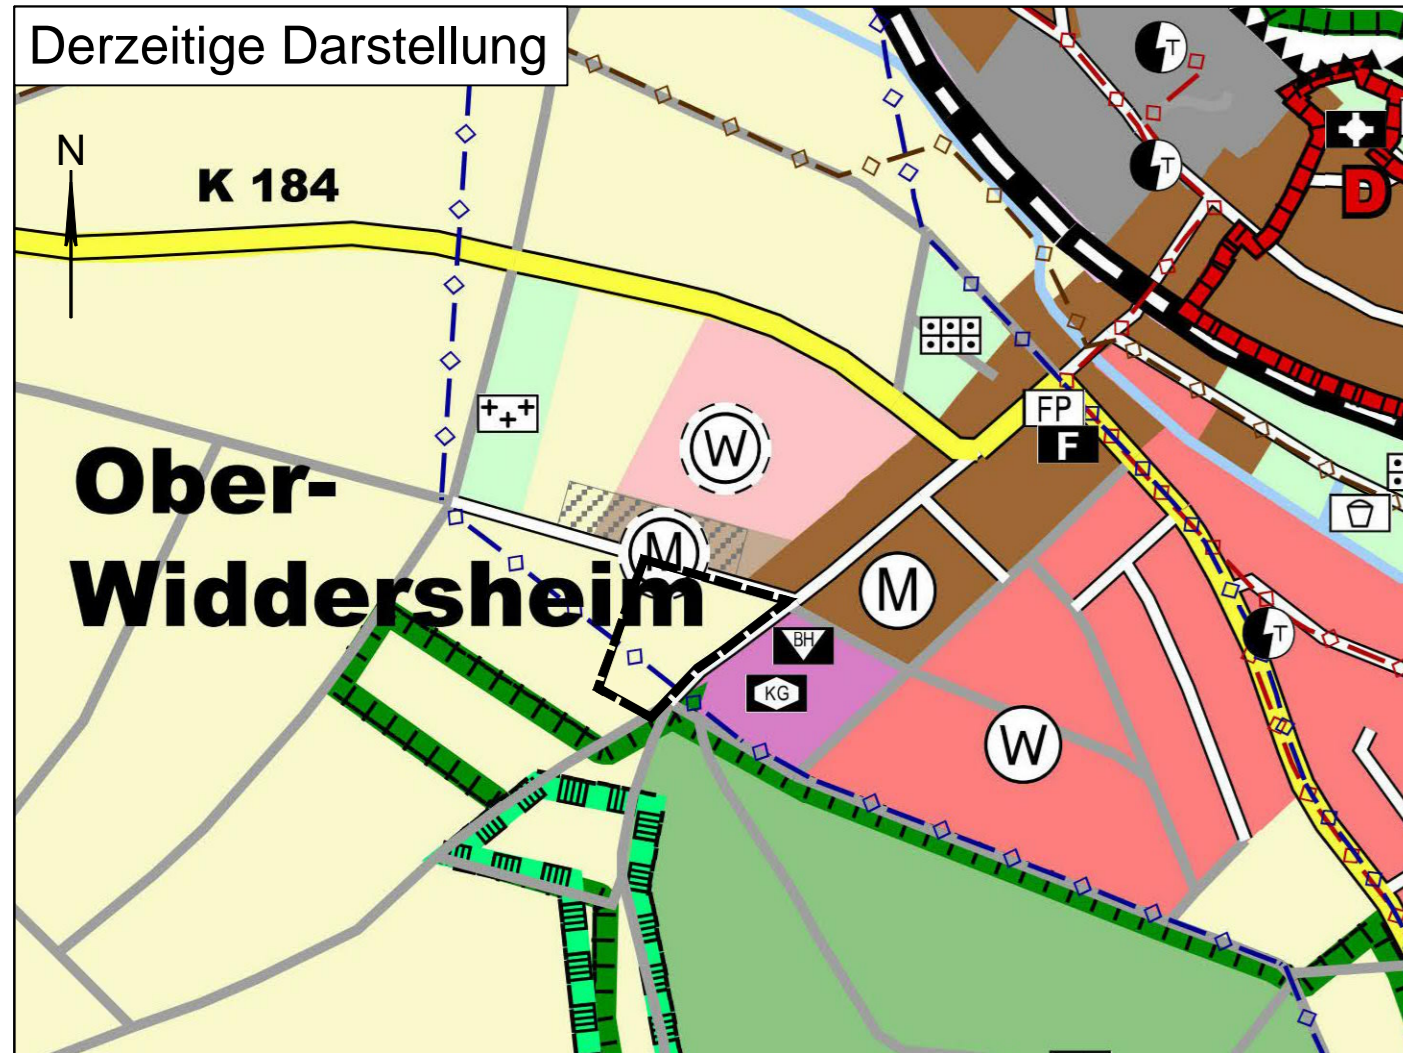 Derzeitige Darstellung
N
K 184
T
T
D
W
FP
F
Ober-
M
Widdersheim
M
BH
KG
T
W